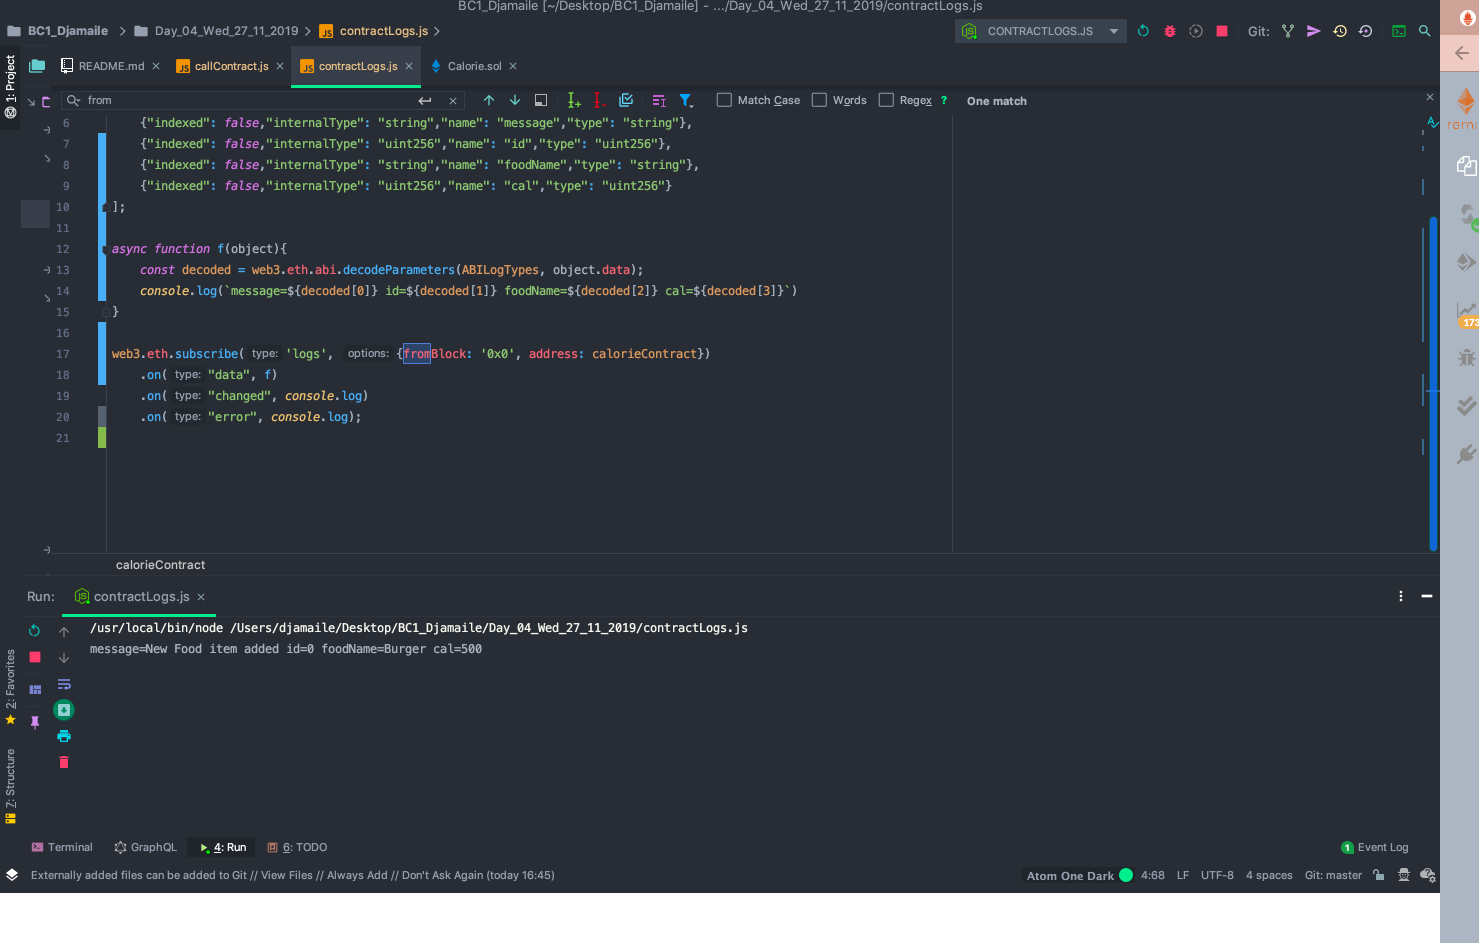 BC1_Djamaile [~/Desktop/BC1_Djamaile] - .../Day_04_Wed_27_11_2019/contractLogs.js
BC1_Djamaile Day_04_Wed_27_11_2019 contractLogs.js CONTRACTLOGS.JS Git:
1: Project README.md callContract.js contractLogs.js Calorie.sol
from Match Case Words Regex ? One match
6 {"indexed": false,"internalType": "string","name": "message","type": "string"},
7 {"indexed": false,"internalType": "uint256","name": "id","type": "uint256"},
8 {"indexed": false,"internalType": "string","name": "foodName","type": "string"},
9 {"indexed": false,"internalType": "uint256","name": "cal","type": "uint256"}
10 ];
11
12 async function f(object){
13 const decoded = web3.eth.abi.decodeParameters(ABILogTypes, object.data);
14 console.log(`message=${decoded[0]} id=${decoded[1]} foodName=${decoded[2]} cal=${decoded[3]}`)
15 }
16
17 web3.eth.subscribe( type: 'logs', options: {fromBlock: '0x0', address: calorieContract})
18 .on( type: "data", f)
19 .on( type: "changed", console.log)
20 .on( type: "error", console.log);
21
calorieContract
Run: contractLogs.js
/usr/local/bin/node /Users/djamaile/Desktop/BC1_Djamaile/Day_04_Wed_27_11_2019/contractLogs.js
message=New Food item added id=0 foodName=Burger cal=500
2: Favorites
7: Structure
Terminal GraphQL 4: Run 6: TODO 1 Event Log
Externally added files can be added to Git // View Files // Always Add // Don't Ask Again (today 16:45) Atom One Dark 4:68 LF UTF-8 4 spaces Git: master
remi
173